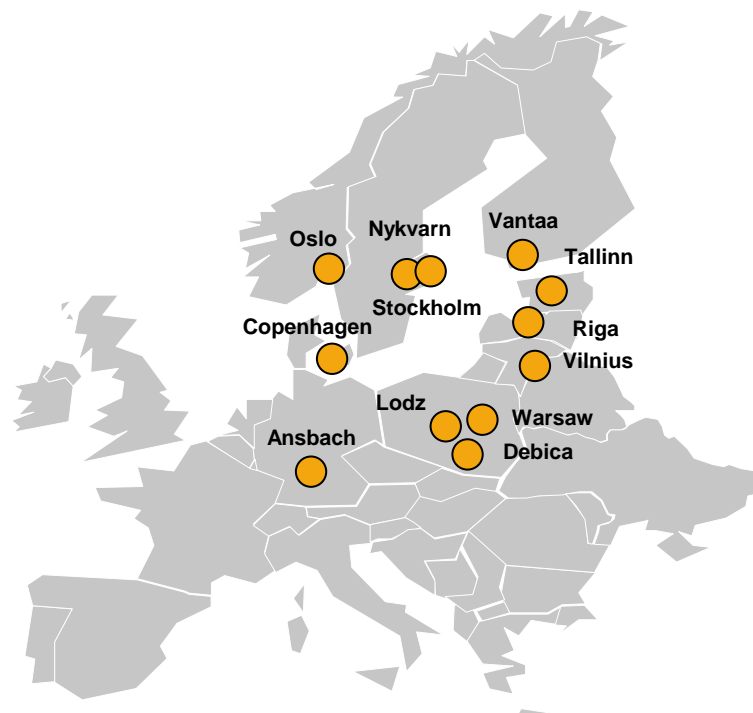 Vantaa
Nykvarn
Oslo
Tallinn
Stockholm
Copenhagen
Riga
Vilnius
Lodz
Warsaw
Ansbach
Debica